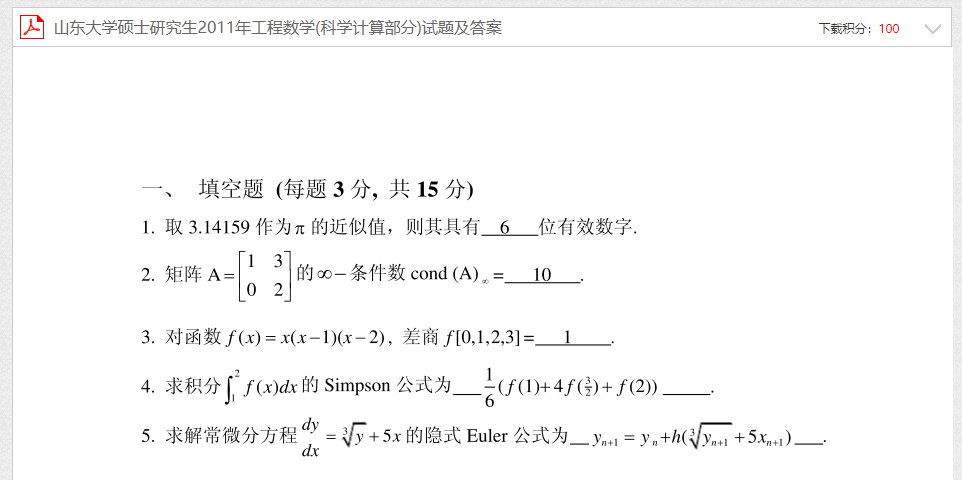 山东大学硕士研究生2011年工程数学(科学计算部分)试题及答案 下载积分：100
一、 填空题 (每题 3 分, 共 15 分)
1. 取 3.14159 作为 π 的近似值，则其具有 6 位有效数字.
2. 矩阵 A = [1 3; 0 2] 的 ∞ − 条件数 cond (A)∞ = 10 .
3. 对函数 f(x) = x(x−1)(x−2) , 差商 f[0,1,2,3] = 1 .
4. 求积分 ∫₁² f(x)dx 的 Simpson 公式为 1/6 (f(1)+4f(3/2)+f(2)) .
5. 求解常微分方程 dy/dx = ∛y + 5x 的隐式 Euler 公式为 yₙ₊₁ = yₙ+h(∛yₙ₊₁ +5xₙ₊₁) .